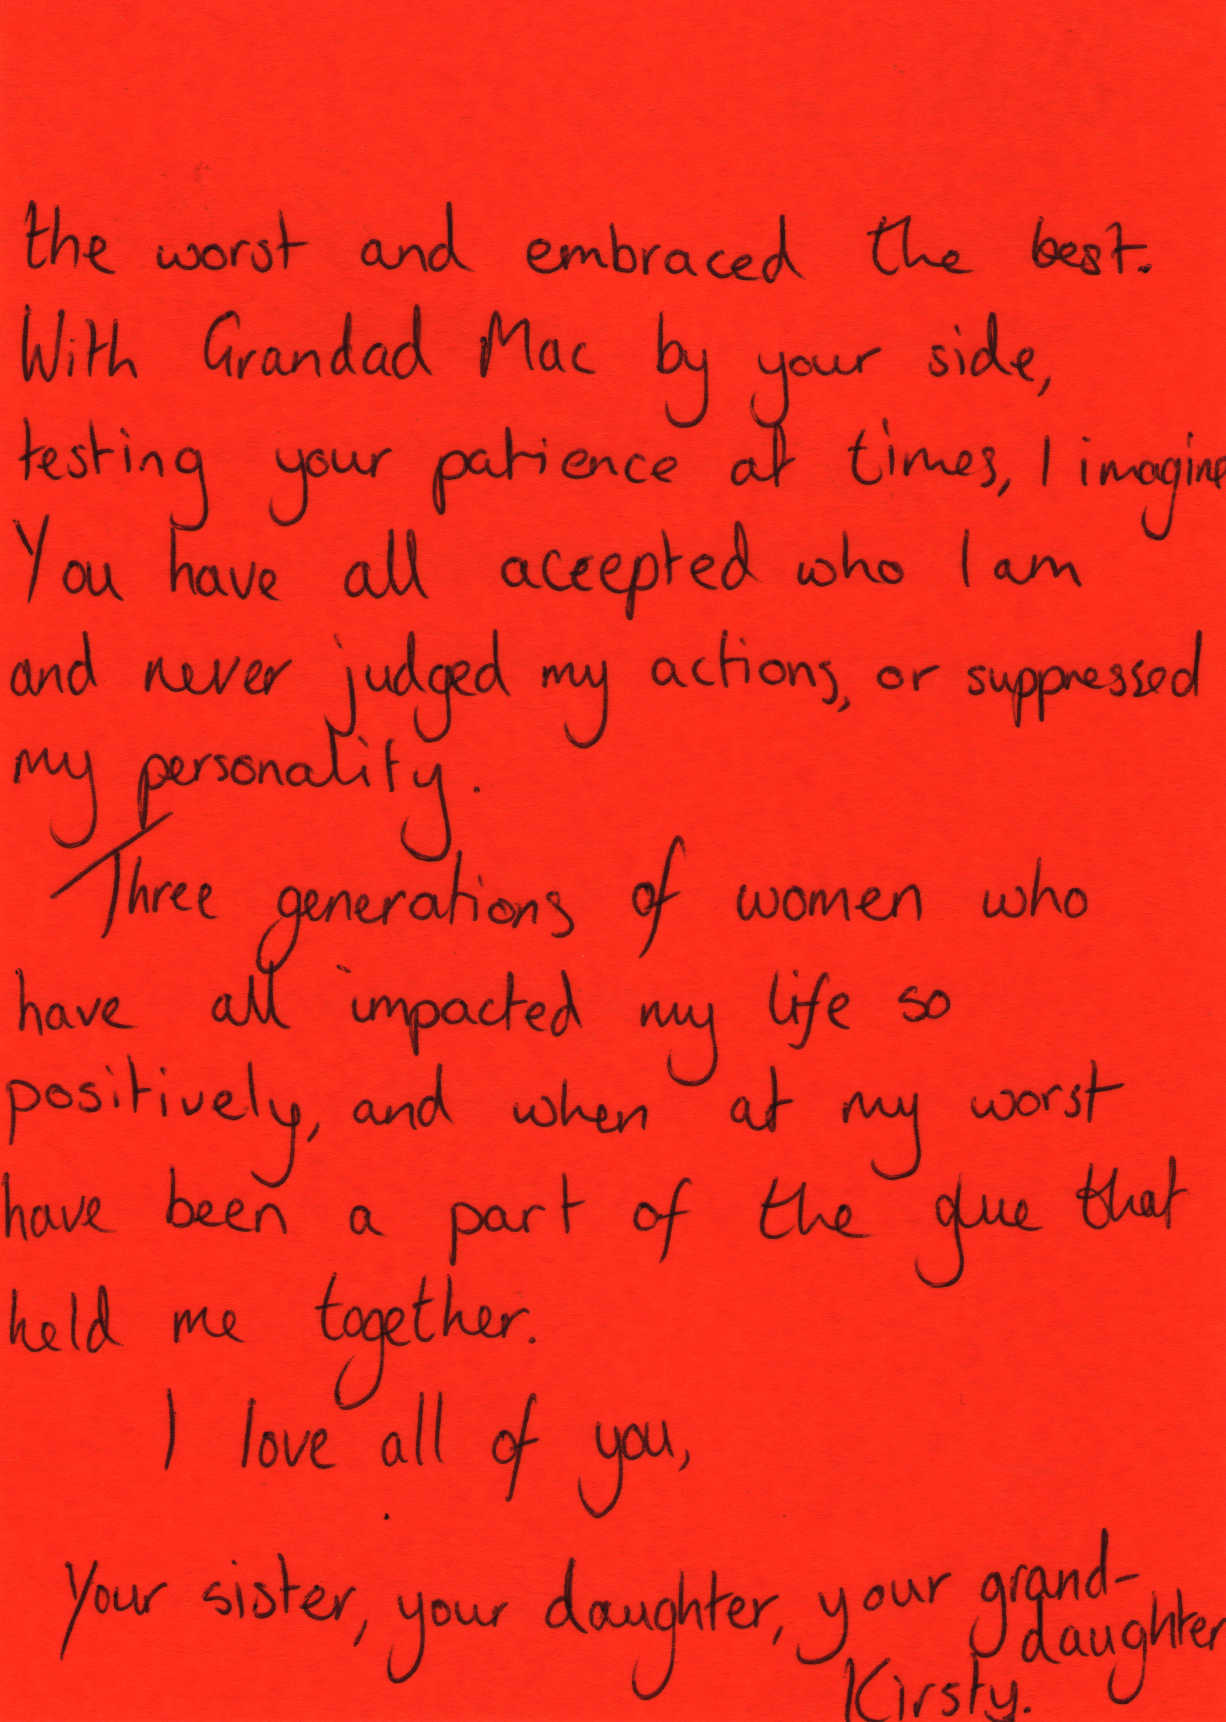 the worst and embraced the best.
With Grandad Mac by your side,
testing your patience at times, I imagine
You have all accepted who I am
and never judged my actions, or suppressed
my personality.
Three generations of women who
have all impacted my life so
positively, and when at my worst
have been a part of the glue that
held me together.
I love all of you,
Your sister, your daughter, your grand-
daughter
Kirsty.